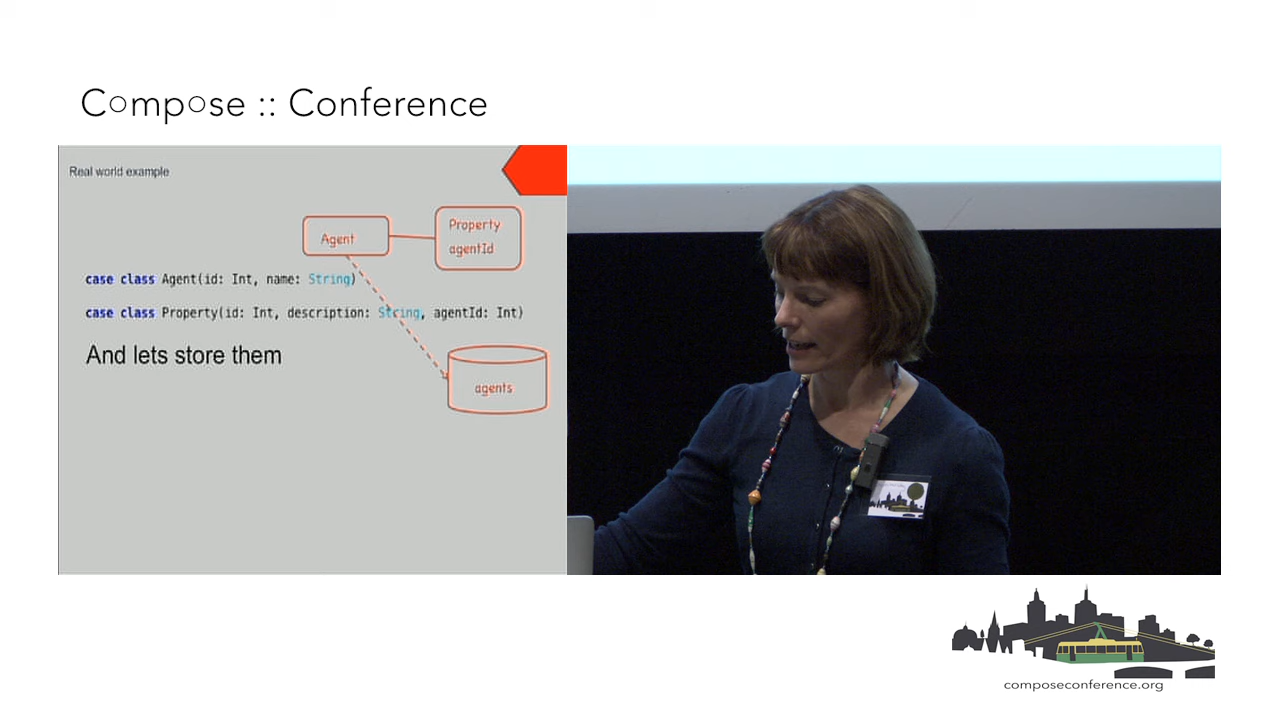 Compose :: Conference
Real world example
Agent
Property
agentId
case class Agent(id: Int, name: String)
case class Property(id: Int, description: String, agentId: Int)
And lets store them
agents
composeconference.org